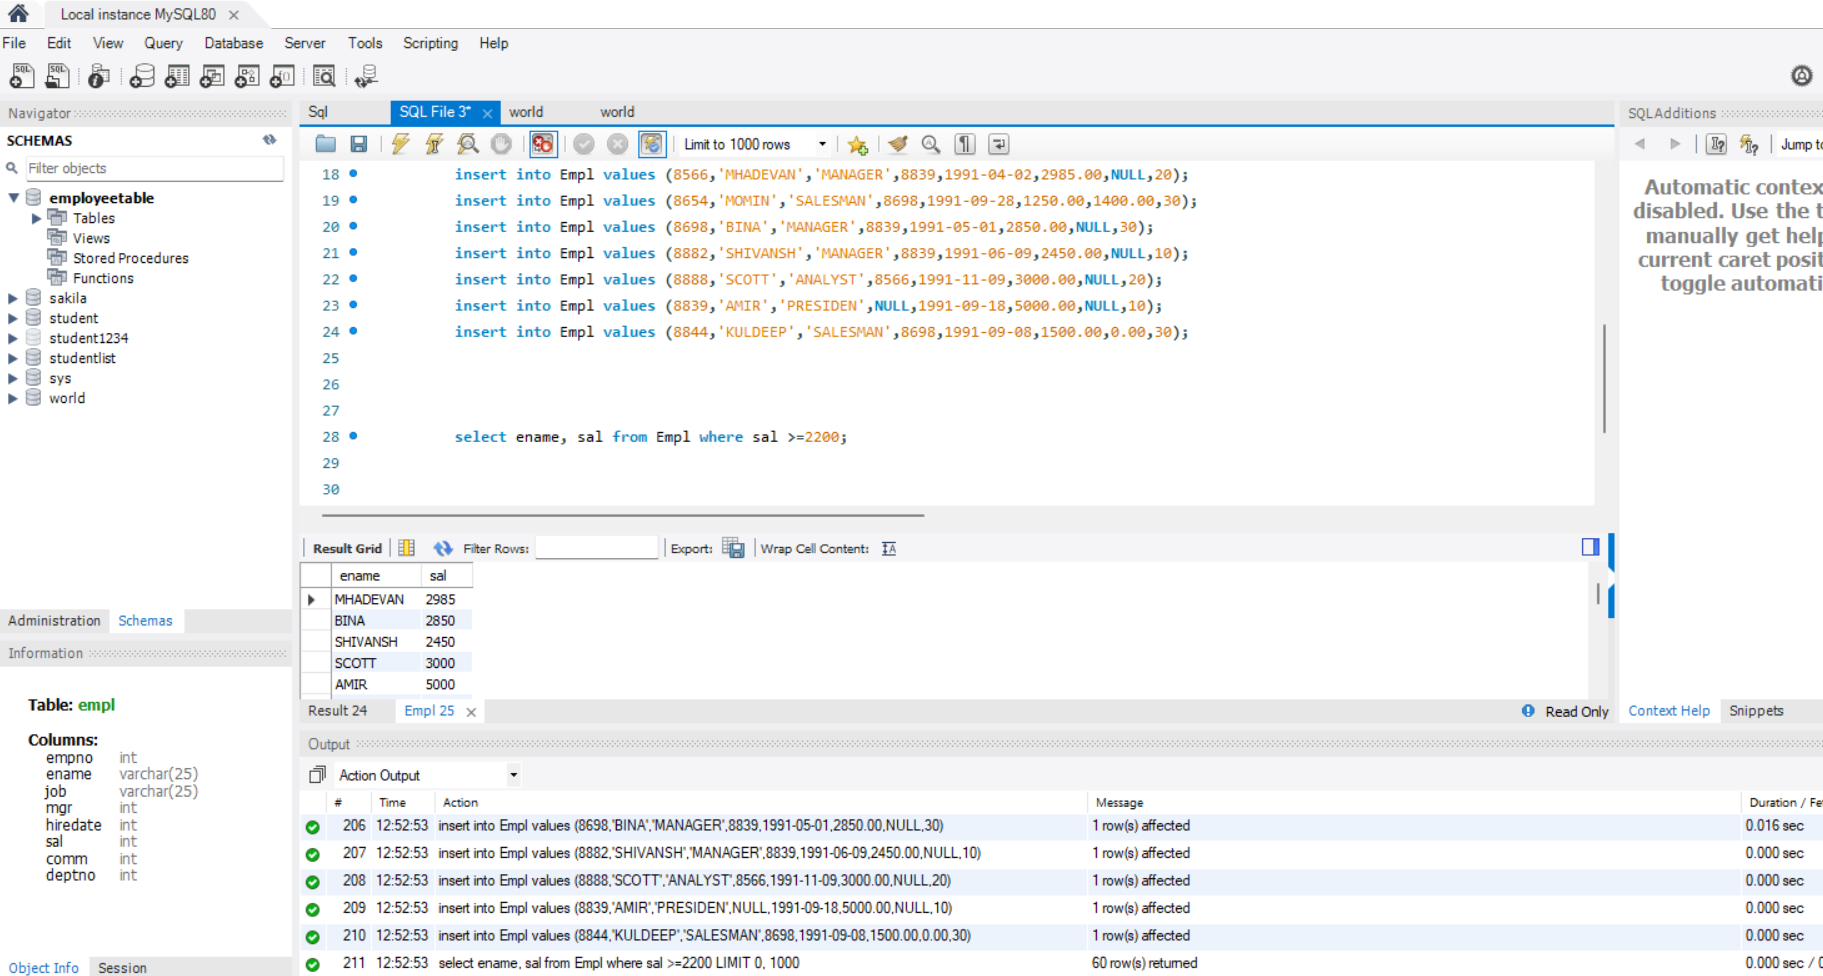 Local instance MySQL80
File Edit View Query Database Server Tools Scripting Help
Navigator
SCHEMAS
Filter objects
employeetable
Tables
Views
Stored Procedures
Functions
sakila
student
student1234
studentlist
sys
world
Administration Schemas
Information
Table: empl
Columns:
empno int
ename varchar(25)
job varchar(25)
mgr int
hiredate int
sal int
comm int
deptno int
Object Info Session
Sql SQL File 3* world world
Limit to 1000 rows
18 insert into Empl values (8566,'MHADEVAN','MANAGER',8839,1991-04-02,2985.00,NULL,20);
19 insert into Empl values (8654,'MOMIN','SALESMAN',8698,1991-09-28,1250.00,1400.00,30);
20 insert into Empl values (8698,'BINA','MANAGER',8839,1991-05-01,2850.00,NULL,30);
21 insert into Empl values (8882,'SHIVANSH','MANAGER',8839,1991-06-09,2450.00,NULL,10);
22 insert into Empl values (8888,'SCOTT','ANALYST',8566,1991-11-09,3000.00,NULL,20);
23 insert into Empl values (8839,'AMIR','PRESIDEN',NULL,1991-09-18,5000.00,NULL,10);
24 insert into Empl values (8844,'KULDEEP','SALESMAN',8698,1991-09-08,1500.00,0.00,30);
25
26
27
28 select ename, sal from Empl where sal >=2200;
29
30
Result Grid Filter Rows: Export: Wrap Cell Content:
ename sal
MHADEVAN 2985
BINA 2850
SHIVANSH 2450
SCOTT 3000
AMIR 5000
Result 24 Empl 25 Read Only
Output
Action Output
# Time Action Message Duration / Fe
206 12:52:53 insert into Empl values (8698,'BINA','MANAGER',8839,1991-05-01,2850.00,NULL,30) 1 row(s) affected 0.016 sec
207 12:52:53 insert into Empl values (8882,'SHIVANSH','MANAGER',8839,1991-06-09,2450.00,NULL,10) 1 row(s) affected 0.000 sec
208 12:52:53 insert into Empl values (8888,'SCOTT','ANALYST',8566,1991-11-09,3000.00,NULL,20) 1 row(s) affected 0.000 sec
209 12:52:53 insert into Empl values (8839,'AMIR','PRESIDEN',NULL,1991-09-18,5000.00,NULL,10) 1 row(s) affected 0.000 sec
210 12:52:53 insert into Empl values (8844,'KULDEEP','SALESMAN',8698,1991-09-08,1500.00,0.00,30) 1 row(s) affected 0.000 sec
211 12:52:53 select ename, sal from Empl where sal >=2200 LIMIT 0, 1000 60 row(s) returned 0.000 sec / 0
SQLAdditions
Jump to
Automatic contex
disabled. Use the t
manually get help
current caret posit
toggle automati
Context Help Snippets